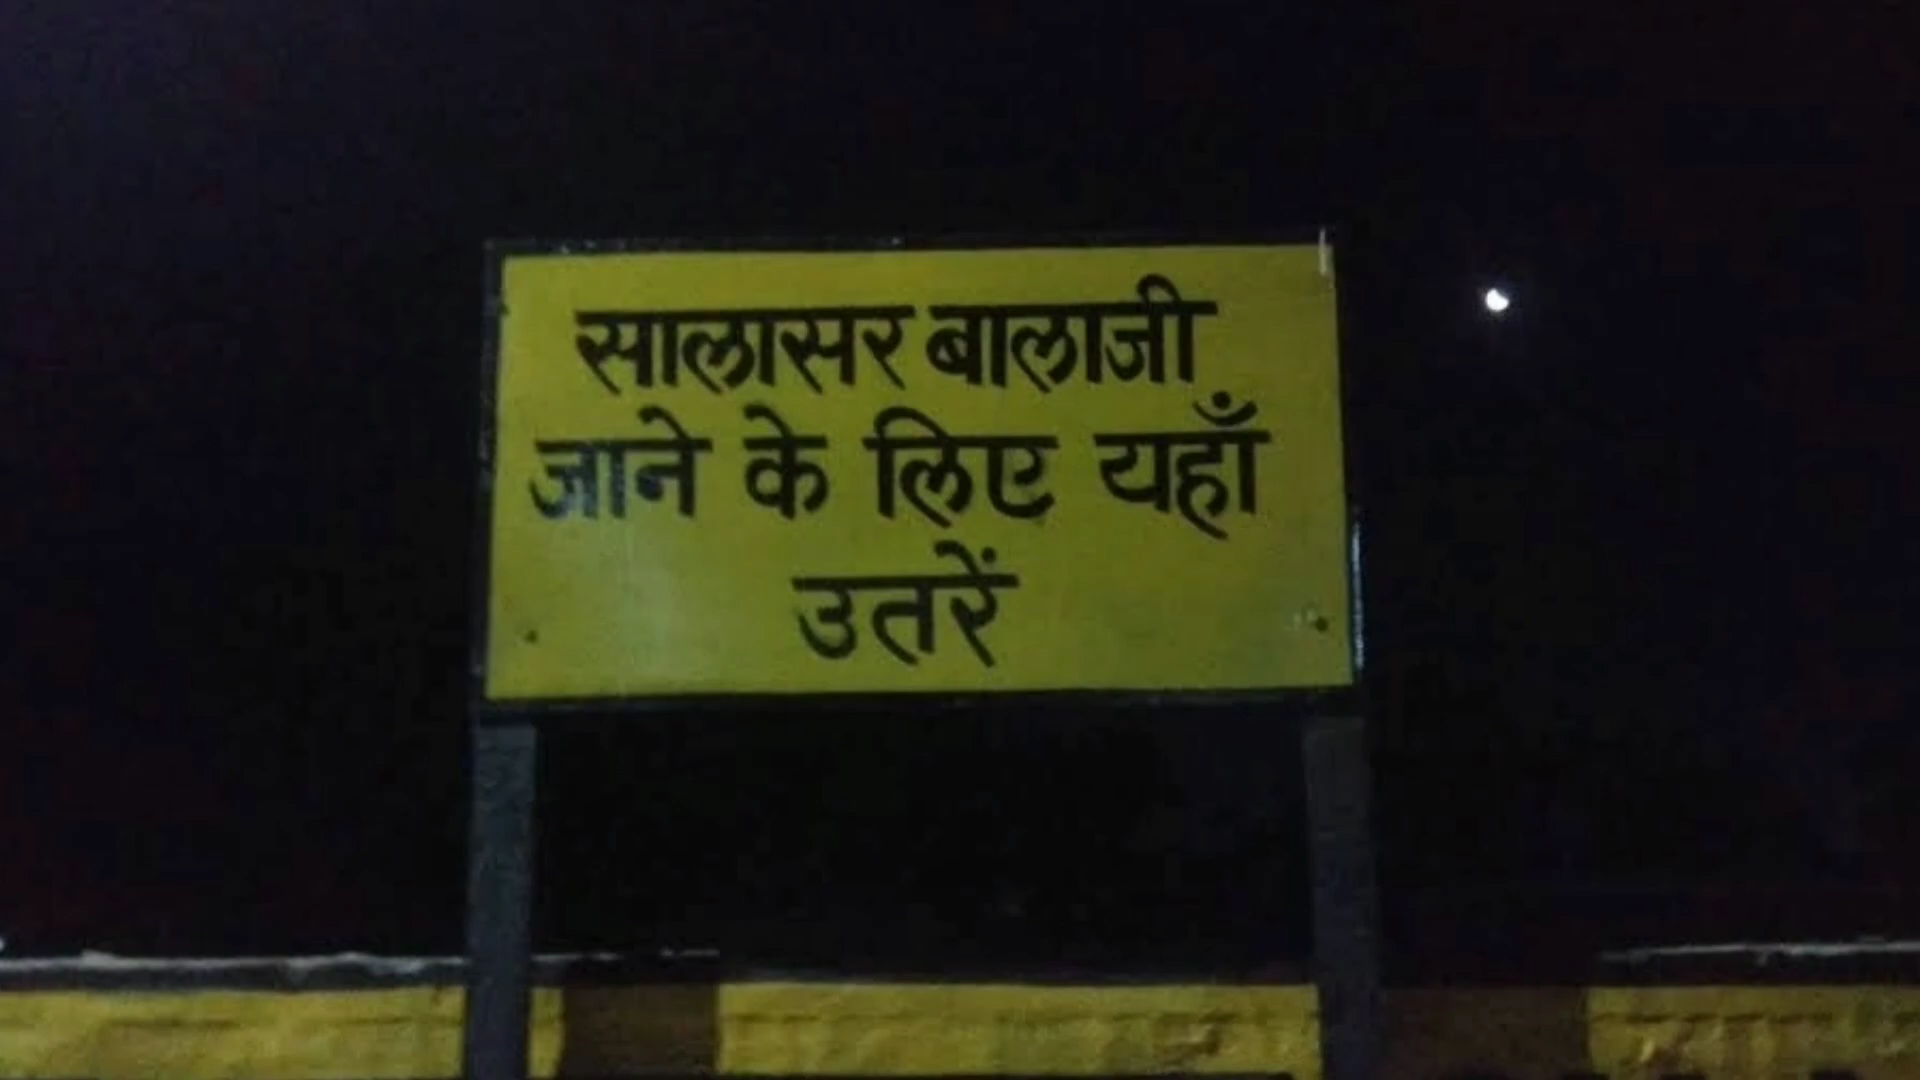 सालासर बालाजी
जाने के लिए यहाँ
उतरें